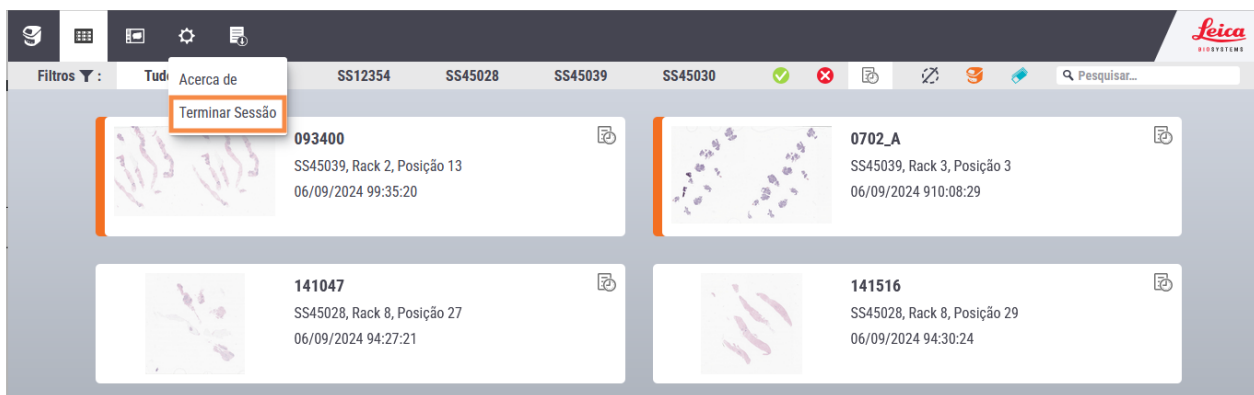 Leica
BIOSYSTEMS
Filtros :
Tudo
SS12354
SS45028
SS45039
SS45030
Pesquisar...
Acerca de
Terminar Sessão
093400
SS45039, Rack 2, Posição 13
06/09/2024 99:35:20
0702_A
SS45039, Rack 3, Posição 3
06/09/2024 910:08:29
141047
SS45028, Rack 8, Posição 27
06/09/2024 94:27:21
141516
SS45028, Rack 8, Posição 29
06/09/2024 94:30:24